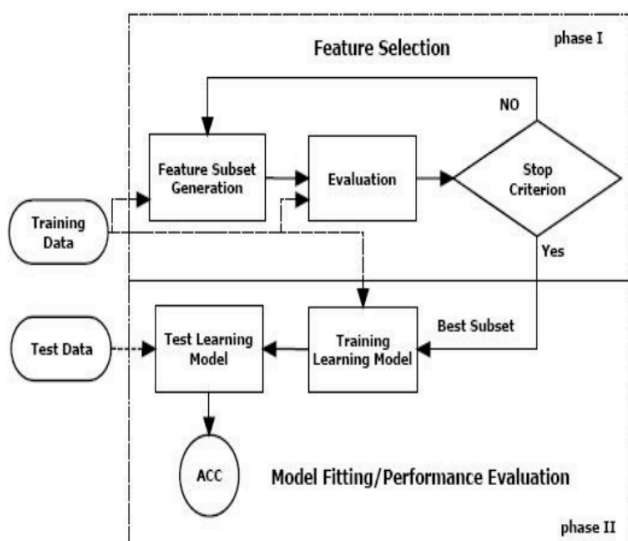 phase I
Feature Selection
NO
Feature Subset
Generation
Evaluation
Stop
Criterion
Training
Data
Yes
Best Subset
Test Data
Test Learning
Model
Training
Learning Model
ACC
Model Fitting/Performance Evaluation
phase II